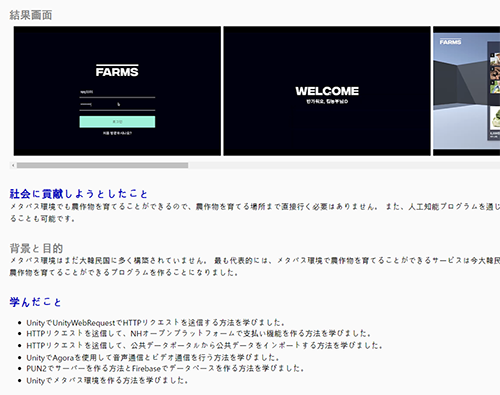 結果画面
FARMS
WELCOME
반가워요, 김농부님☺
FARMS
社会に貢献しようとしたこと
メタバス環境でも農作物を育てることができるので、農作物を育てる場所まで直接行く必要はありません。 また、人工知能プログラムを通じ
ることも可能です。
背景と目的
メタバス環境はまだ大韓民国に多く構築されていません。 最も代表的には、メタバス環境で農作物を育てることができるサービスは今大韓民
農作物を育てることができるプログラムを作ることになりました。
学んだこと
UnityでUnityWebRequestでHTTPリクエストを送信する方法を学びました。
HTTPリクエストを送信して、NHオープンプラットフォームで支払い機能を作る方法を学びました。
HTTPリクエストを送信して、公共データポータルから公共データをインポートする方法を学びました。
UnityでAgoraを使用して音声通信とビデオ通信を行う方法を学びました。
PUN2でサーバーを作る方法とFirebaseでデータベースを作る方法を学びました。
Unityでメタバス環境を作る方法を学びました。